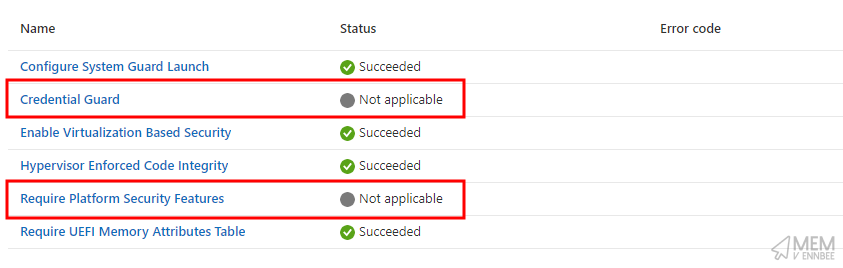 Name Status Error code
Configure System Guard Launch Succeeded
Credential Guard Not applicable
Enable Virtualization Based Security Succeeded
Hypervisor Enforced Code Integrity Succeeded
Require Platform Security Features Not applicable
Require UEFI Memory Attributes Table Succeeded
MEM
V ENNBEE